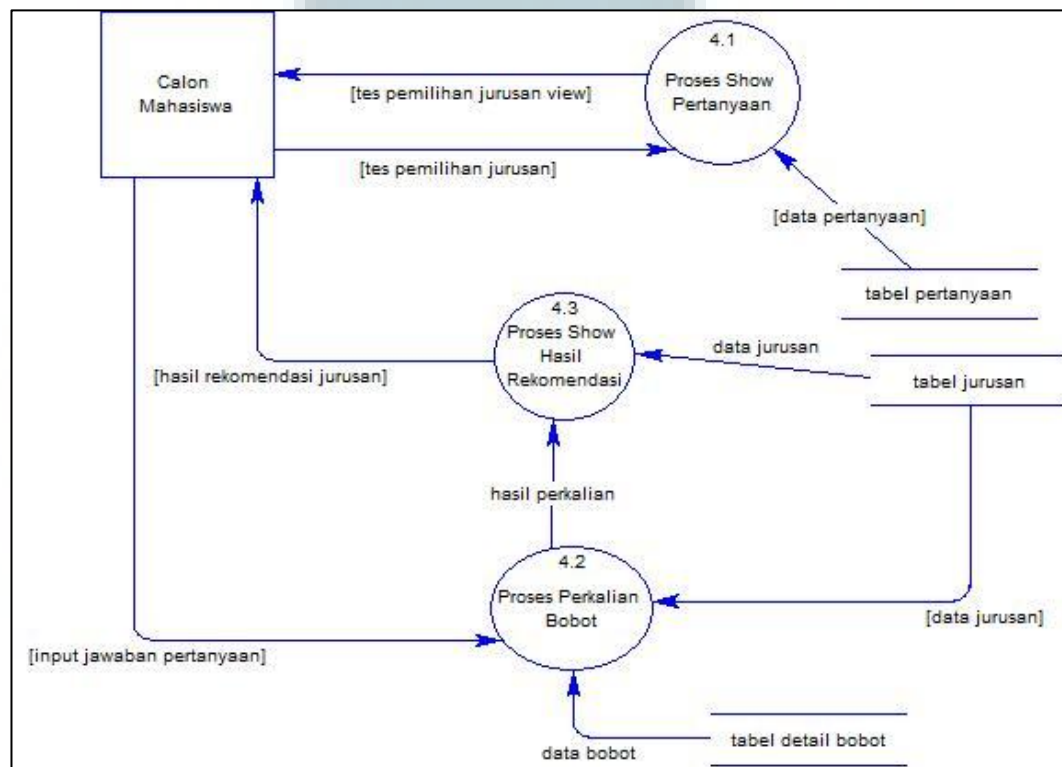 4.1
Proses Show
Pertanyaan
Calon
Mahasiswa
[tes pemilihan jurusan view]
[tes pemilihan jurusan]
[data pertanyaan]
tabel pertanyaan
4.3
Proses Show
Hasil
Rekomendasi
data jurusan
[hasil rekomendasi jurusan]
tabel jurusan
hasil perkalian
4.2
Proses Perkalian
Bobot
[data jurusan]
[input jawaban pertanyaan]
data bobot
tabel detail bobot